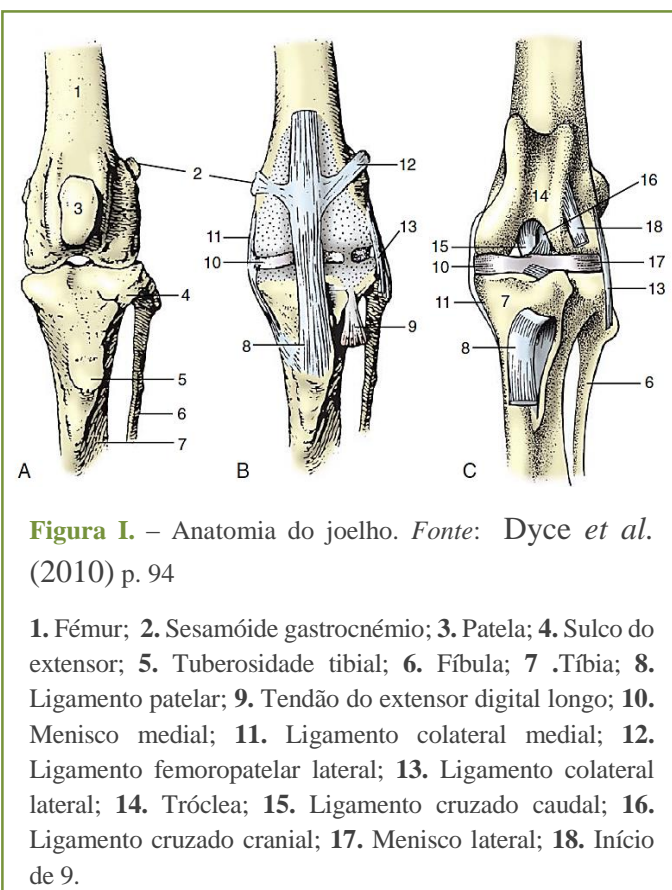 1
2
12
16
3
14
18
11
13
15
10
17
10
4
7
13
11
9
8
8
5
6
6
7
A
B
C
Figura I. – Anatomia do joelho. Fonte: Dyce et al.
(2010) p. 94
1. Fémur; 2. Sesamóide gastrocnémio; 3. Patela; 4. Sulco do
extensor; 5. Tuberosidade tibial; 6. Fíbula; 7 .Tíbia; 8.
Ligamento patelar; 9. Tendão do extensor digital longo; 10.
Menisco medial; 11. Ligamento colateral medial; 12.
Ligamento femoropatelar lateral; 13. Ligamento colateral
lateral; 14. Tróclea; 15. Ligamento cruzado caudal; 16.
Ligamento cruzado cranial; 17. Menisco lateral; 18. Início
de 9.